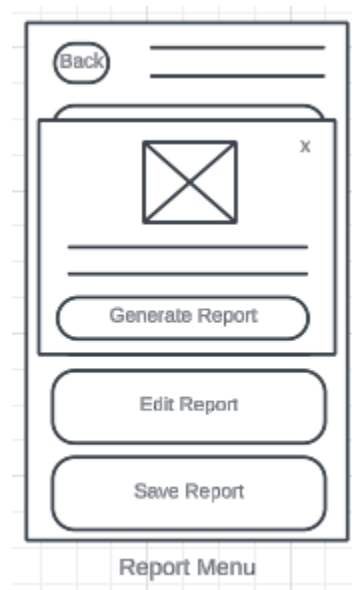 Back
x
Generate Report
Edit Report
Save Report
Report Menu